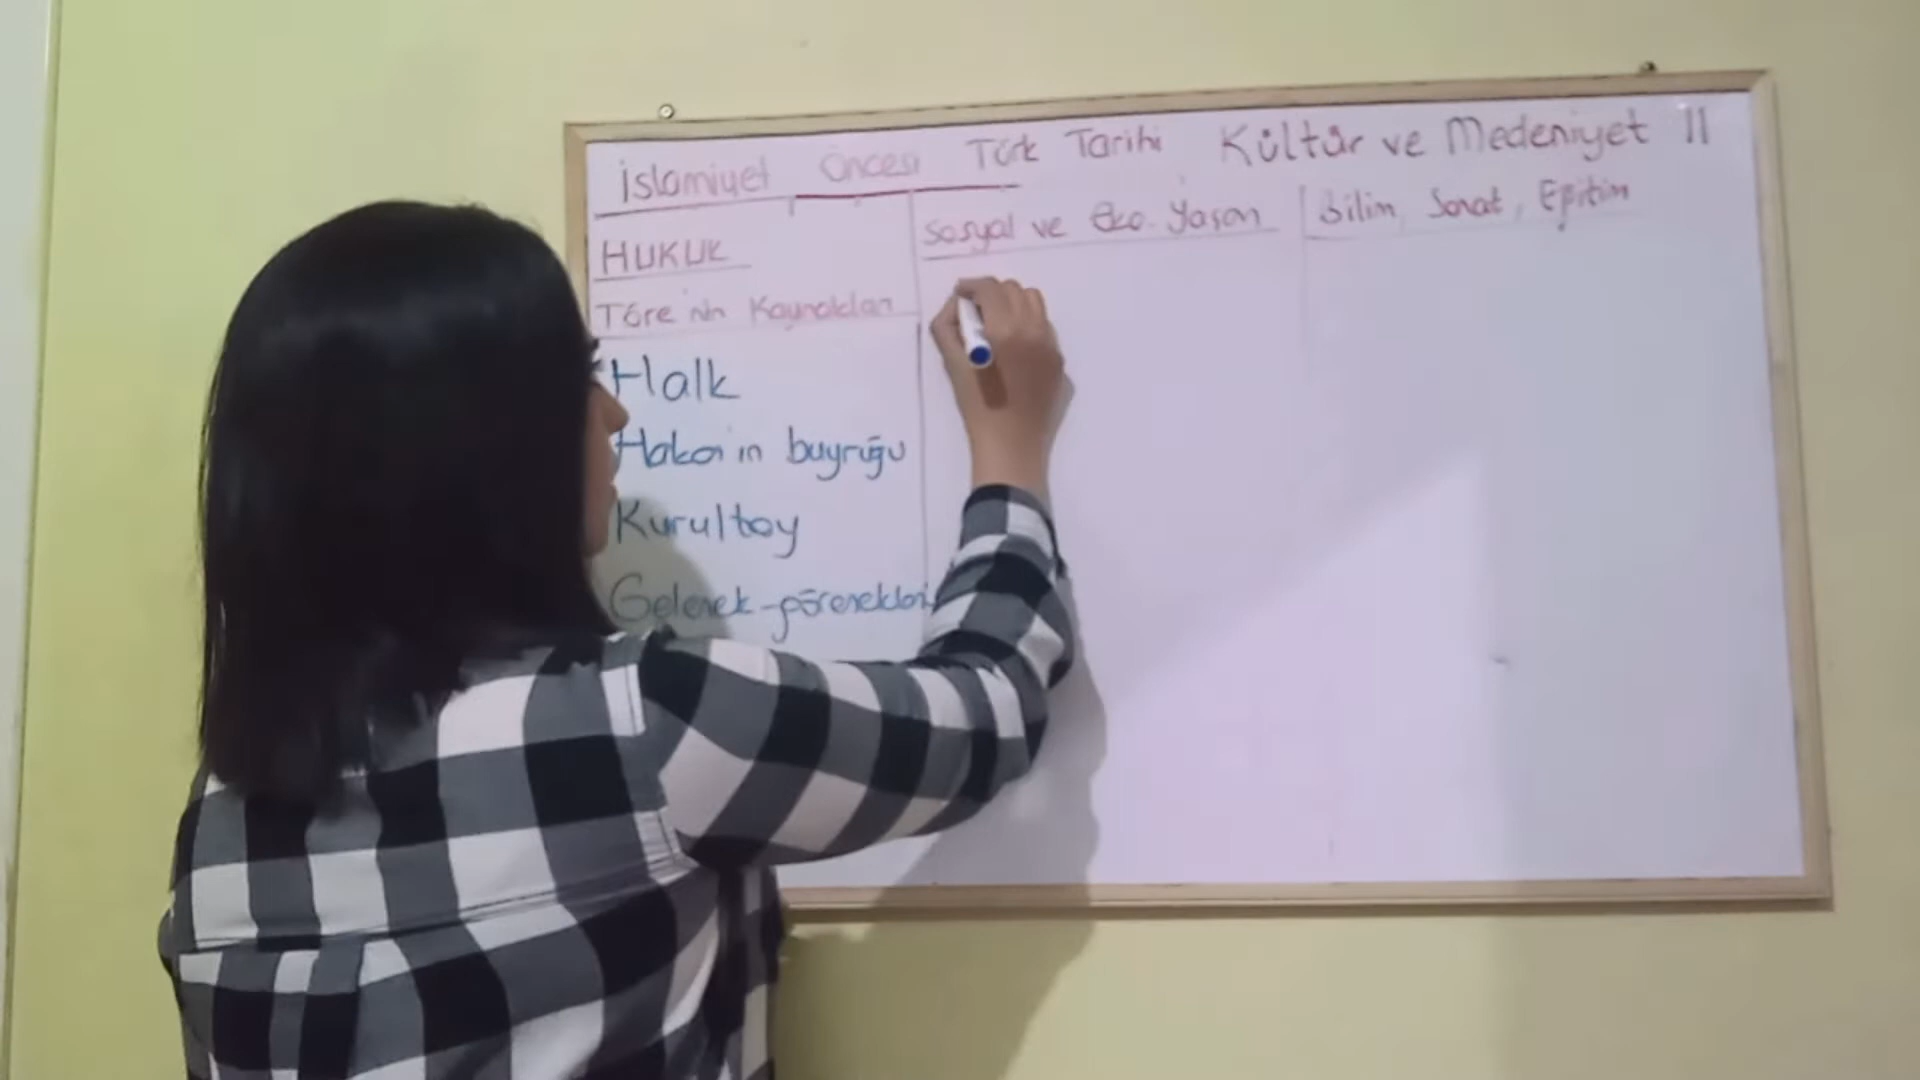 İslamiyet Öncesi Türk Tarihi Kültür ve Medeniyet II
HUKUK
Töre'nin Kaynakları
Halk
Hakan'ın buyruğu
Kurultay
Gelenek-görenekleri
Sosyal ve Eko. Yaşam
Bilim, Sanat, Eğitim